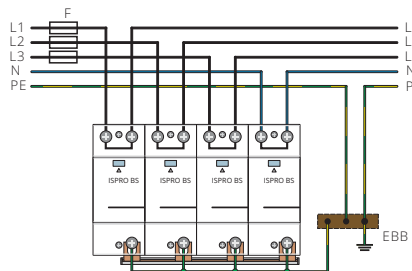 F
L1 L
L2 L
L3 L
N N
PE P
ISPRO BS ISPRO BS ISPRO BS ISPRO BS
EBB